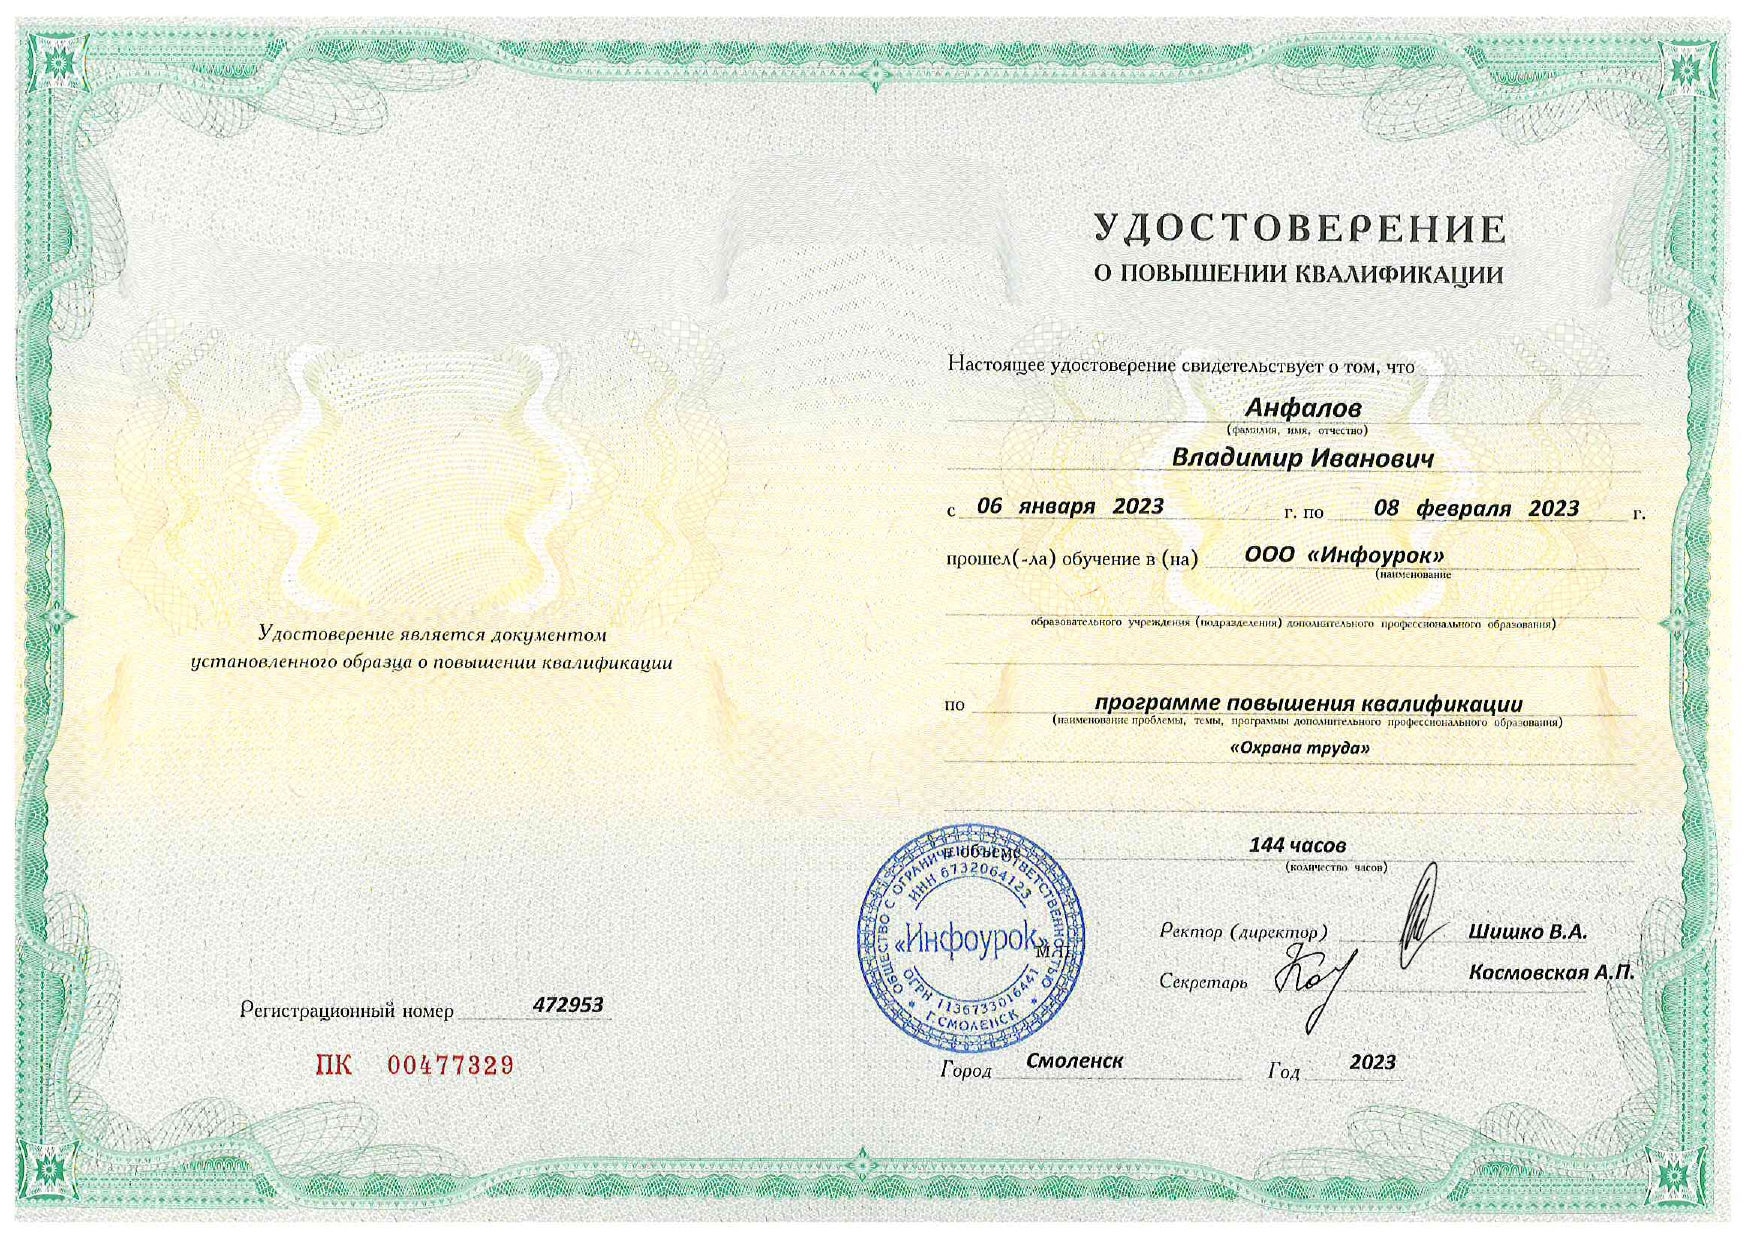 Удостоверение является документом
установленного образца о повышении квалификации
Регистрационный номер 472953
ПК 00477329
УДОСТОВЕРЕНИЕ
О ПОВЫШЕНИИ КВАЛИФИКАЦИИ
Настоящее удостоверение свидетельствует о том, что
Анфалов
(фамилия, имя, отчество)
Владимир Иванович
с 06 января 2023 г. по 08 февраля 2023 г.
прошел(-ла) обучение в (на) ООО «Инфоурок»
(наименование
образовательного учреждения (подразделения) дополнительного профессионального образования)
по программе повышения квалификации
(наименование проблемы, темы, программы дополнительного профессионального образования)
«Охрана труда»
в объеме 144 часов
(количество часов)
ОБЩЕСТВО С ОГРАНИЧЕННОЙ ОТВЕТСТВЕННОСТЬЮ
ИНН 6732064123
«Инфоурок»
ОГРН 1136733016441
Г.СМОЛЕНСК
М.П.
Ректор (директор) Шишко В.А.
Секретарь Космовская А.П.
Город Смоленск Год 2023